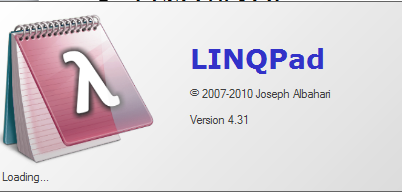 λ
LINQPad
© 2007-2010 Joseph Albahari
Version 4.31
Loading...